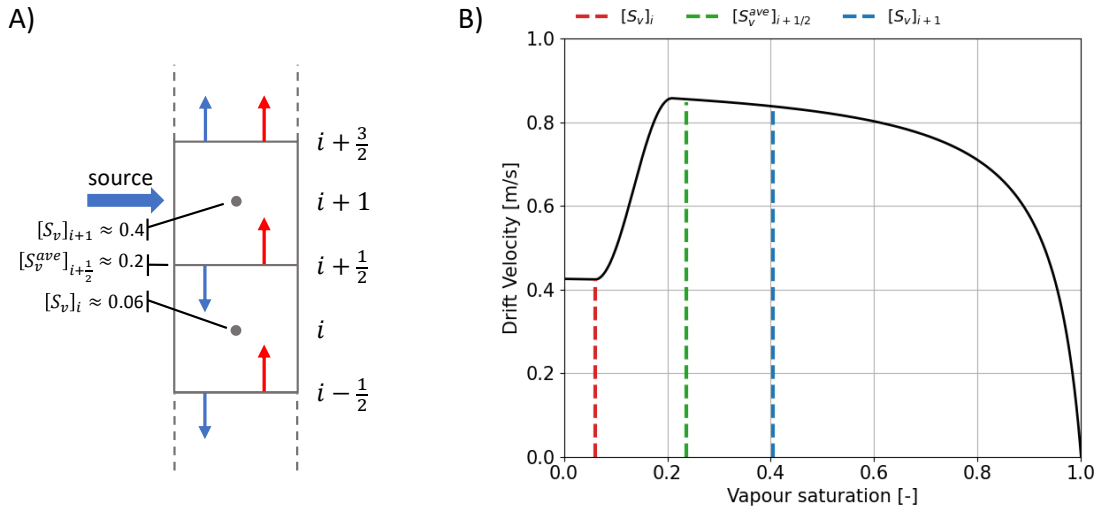 A)
i + 3/2
source
i + 1
[S_v]_{i+1} ≈ 0.4
[S_v^{ave}]_{i+1/2} ≈ 0.2
i + 1/2
[S_v]_i ≈ 0.06
i
i − 1/2
B)
[S_v]_i [S_v^{ave}]_{i+1/2} [S_v]_{i+1}
1.0
0.8
0.6
0.4
0.2
0.0
Drift Velocity [m/s]
0.0 0.2 0.4 0.6 0.8 1.0
Vapour saturation [-]